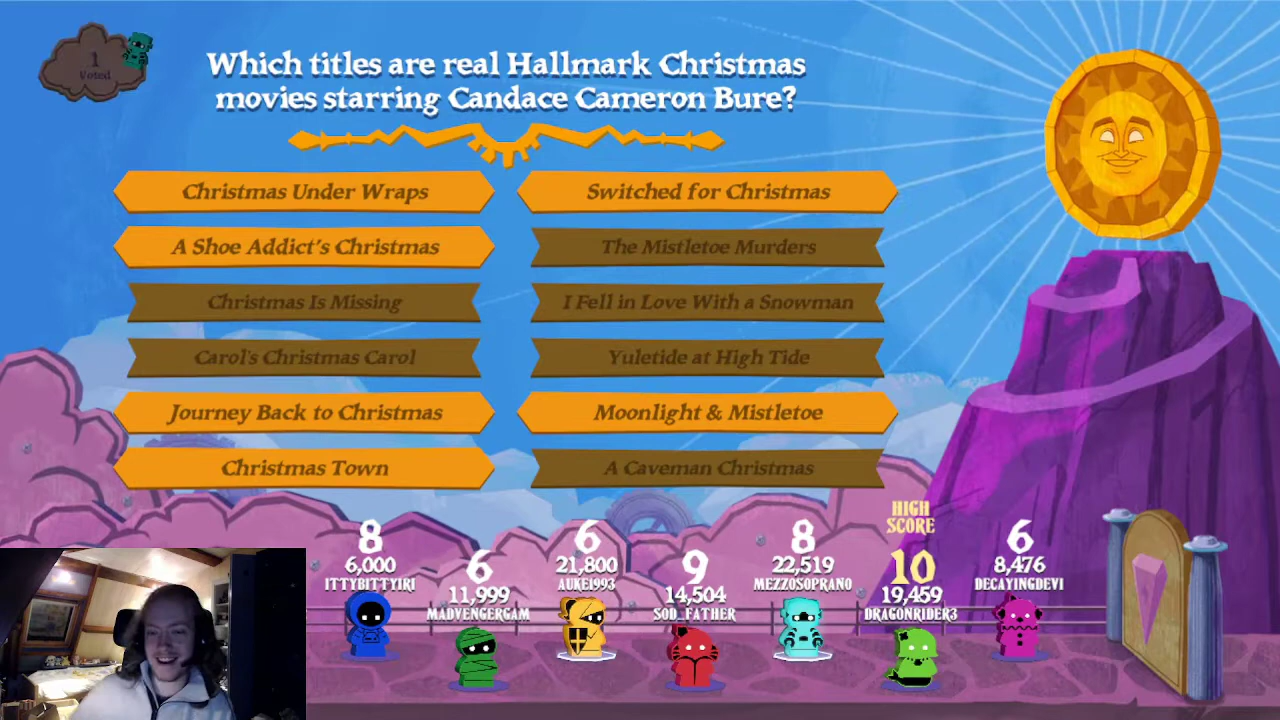 1
Voted
Which titles are real Hallmark Christmas
movies starring Candace Cameron Bure?
Christmas Under Wraps
Switched for Christmas
A Shoe Addict's Christmas
The Mistletoe Murders
Christmas Is Missing
I Fell in Love With a Snowman
Carol's Christmas Carol
Yuletide at High Tide
Journey Back to Christmas
Moonlight & Mistletoe
Christmas Town
A Caveman Christmas
8
6,000
ITTYBITTYIRI
6
11,999
MADVENGERGAM
6
21,800
AUKE1993
9
14,504
SOD_FATHER
8
22,519
MEZZOSOPRANO
HIGH
SCORE
10
19,459
DRAGONRIDER3
6
8,476
DECAYINGDEVI